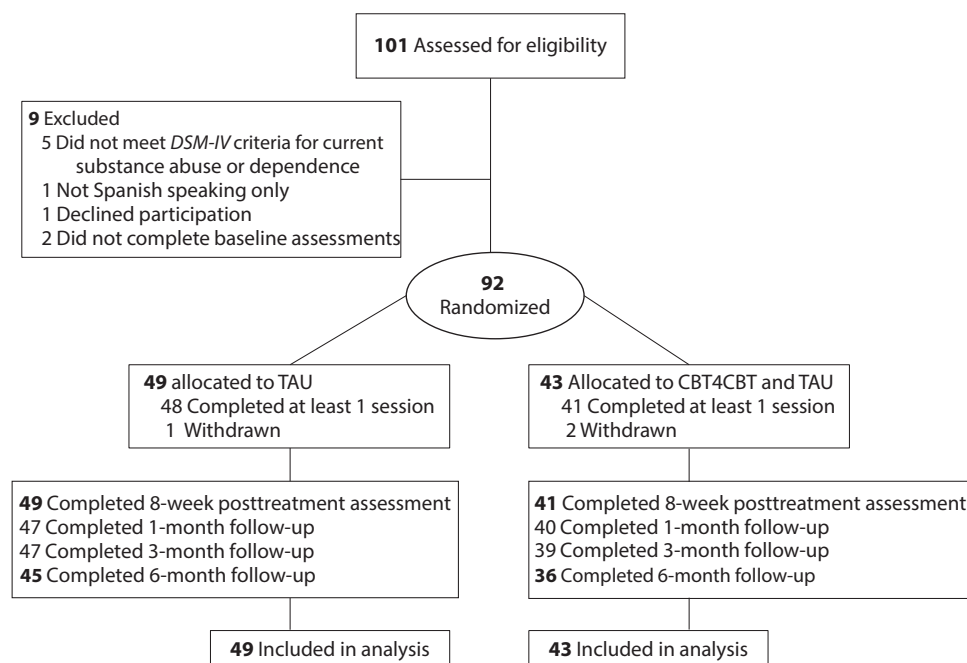 101 Assessed for eligibility
9 Excluded
5 Did not meet DSM-IV criteria for current
substance abuse or dependence
1 Not Spanish speaking only
1 Declined participation
2 Did not complete baseline assessments
92
Randomized
49 allocated to TAU
48 Completed at least 1 session
1 Withdrawn
43 Allocated to CBT4CBT and TAU
41 Completed at least 1 session
2 Withdrawn
49 Completed 8-week posttreatment assessment
47 Completed 1-month follow-up
47 Completed 3-month follow-up
45 Completed 6-month follow-up
41 Completed 8-week posttreatment assessment
40 Completed 1-month follow-up
39 Completed 3-month follow-up
36 Completed 6-month follow-up
49 Included in analysis
43 Included in analysis